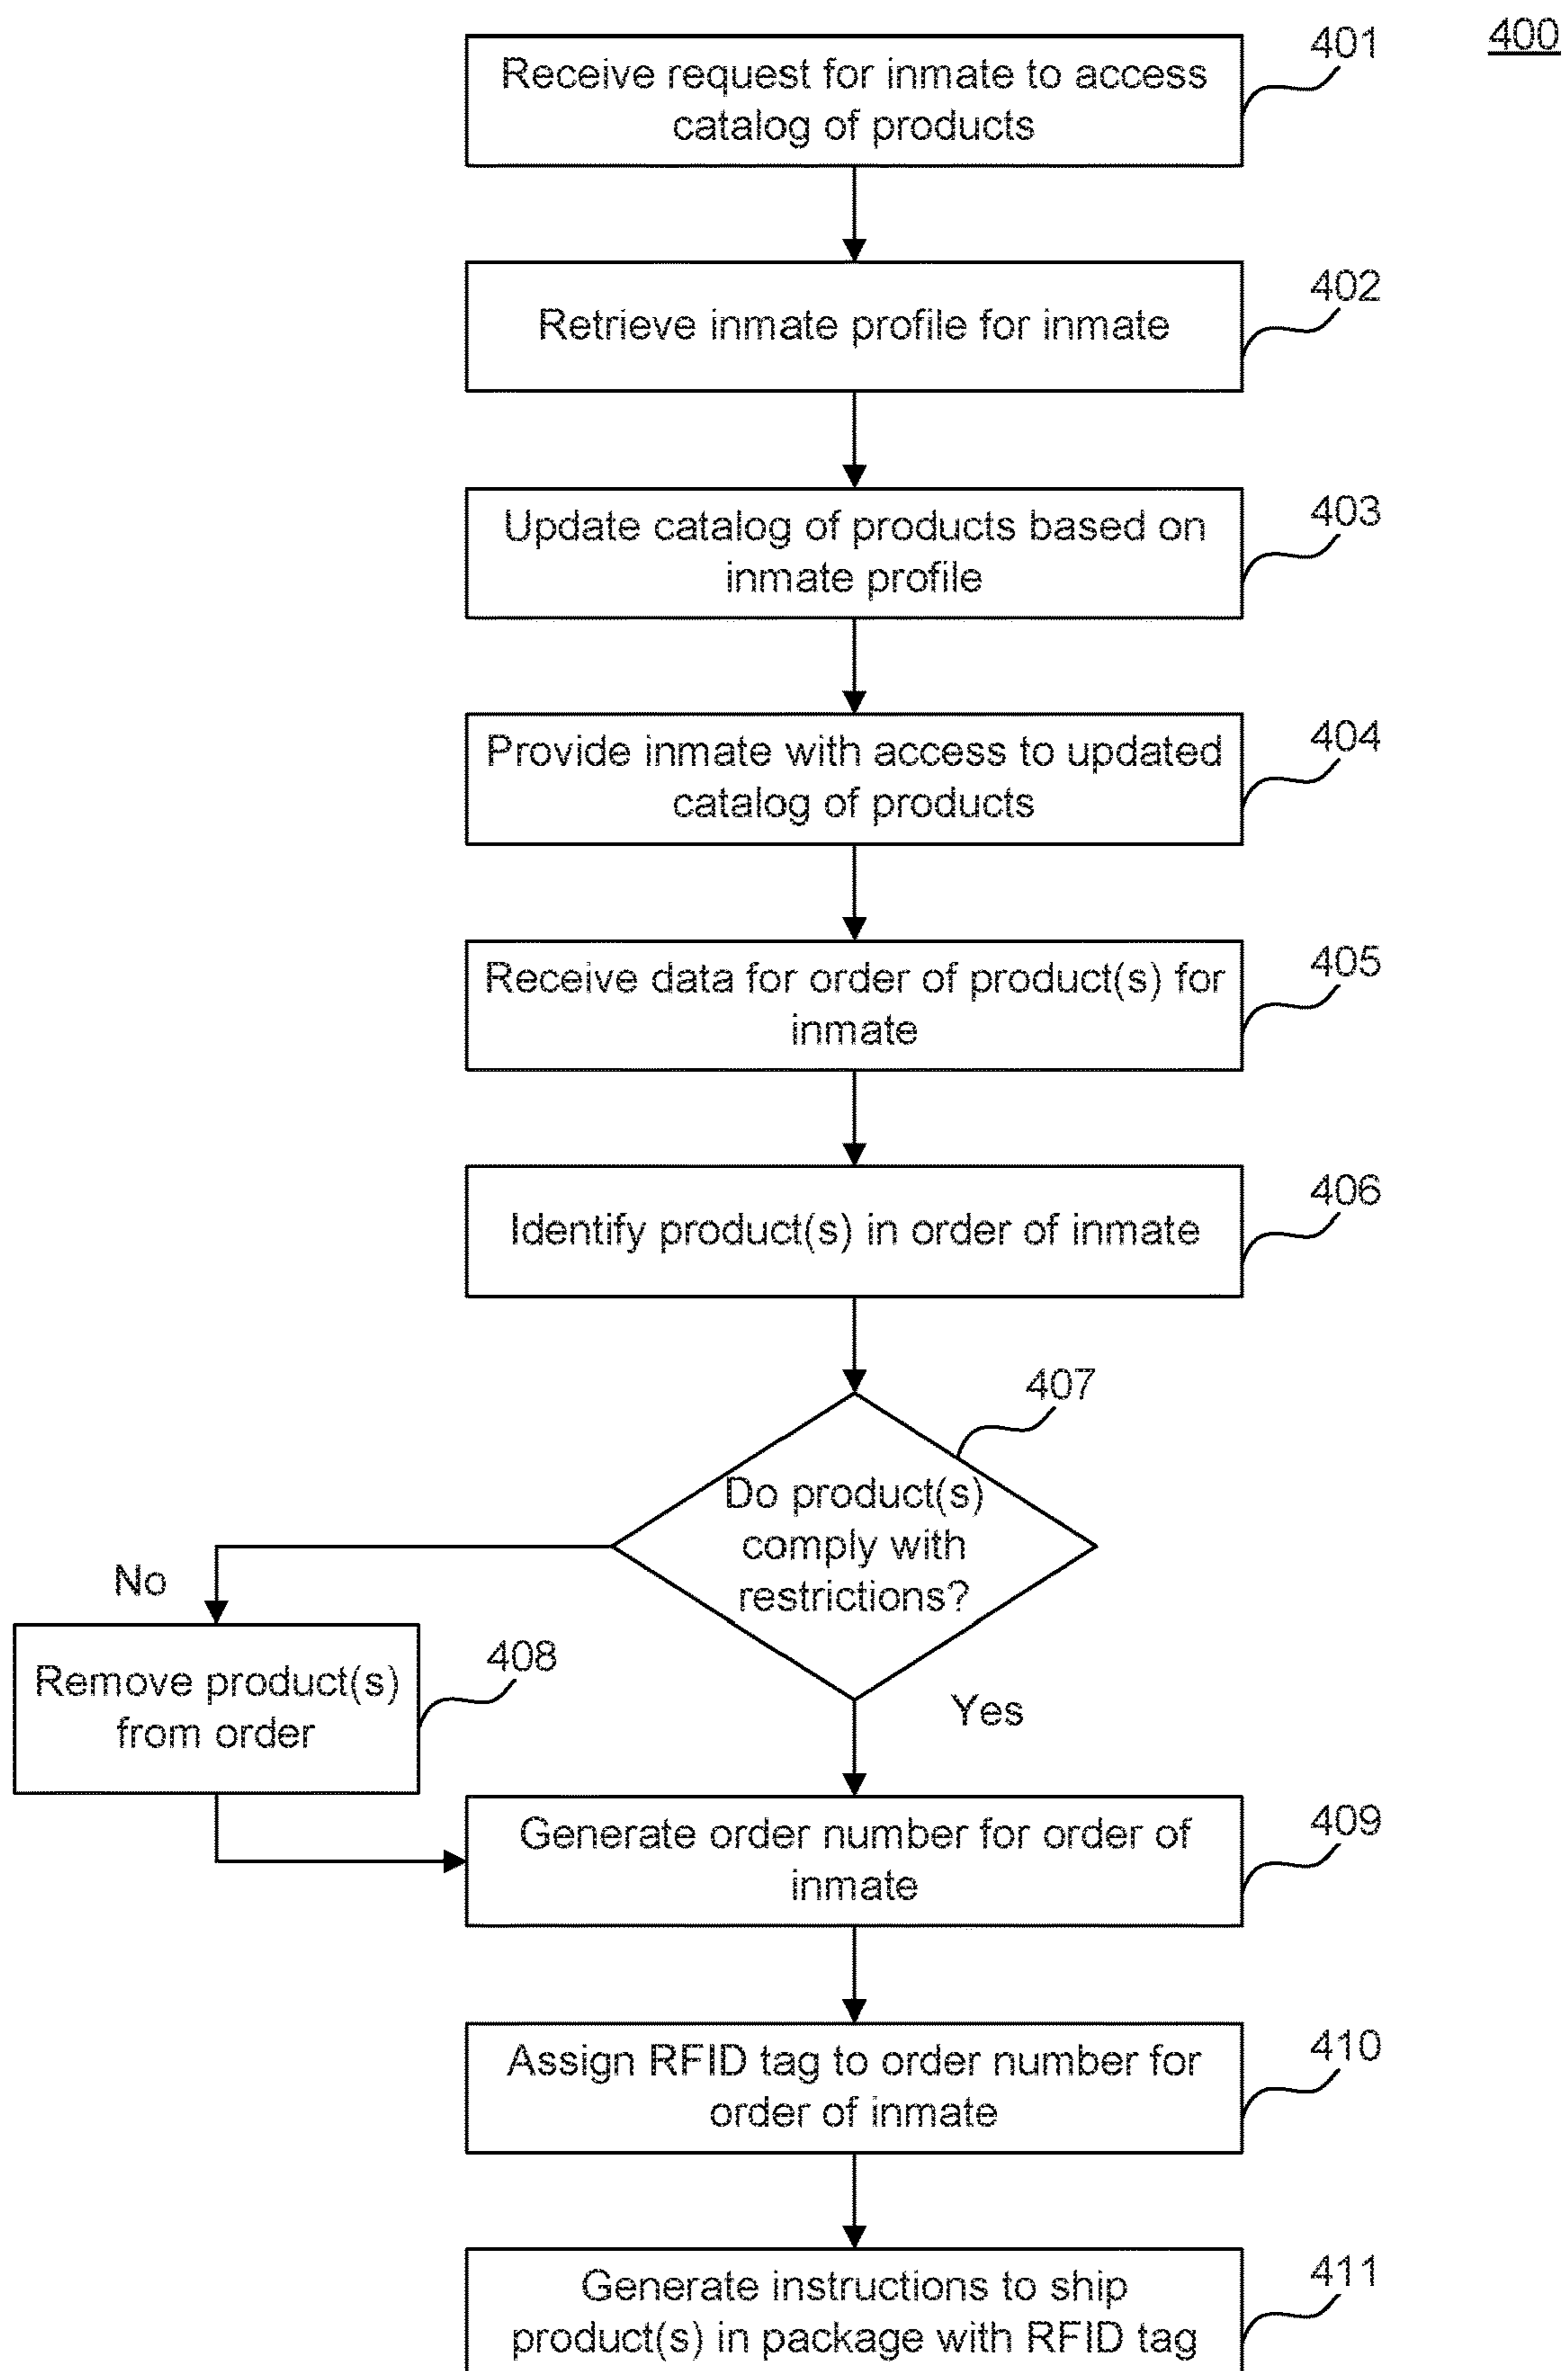 400
401
Receive request for inmate to access
catalog of products
402
Retrieve inmate profile for inmate
403
Update catalog of products based on
inmate profile
404
Provide inmate with access to updated
catalog of products
405
Receive data for order of product(s) for
inmate
406
Identify product(s) in order of inmate
407
Do product(s)
comply with
restrictions?
No
408
Remove product(s)
from order
Yes
409
Generate order number for order of
inmate
410
Assign RFID tag to order number for
order of inmate
411
Generate instructions to ship
product(s) in package with RFID tag